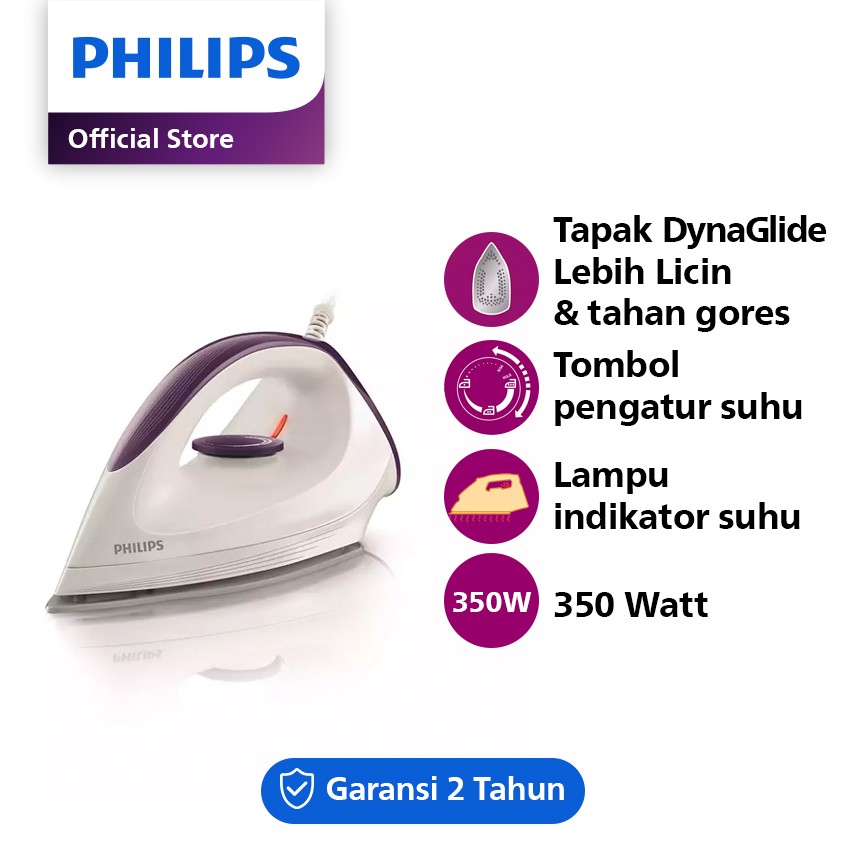 PHILIPS
Official Store
Tapak DynaGlide
Lebih Licin
& tahan gores
Tombol
pengatur suhu
Lampu
indikator suhu
350W
350 Watt
PHILIPS
Garansi 2 Tahun